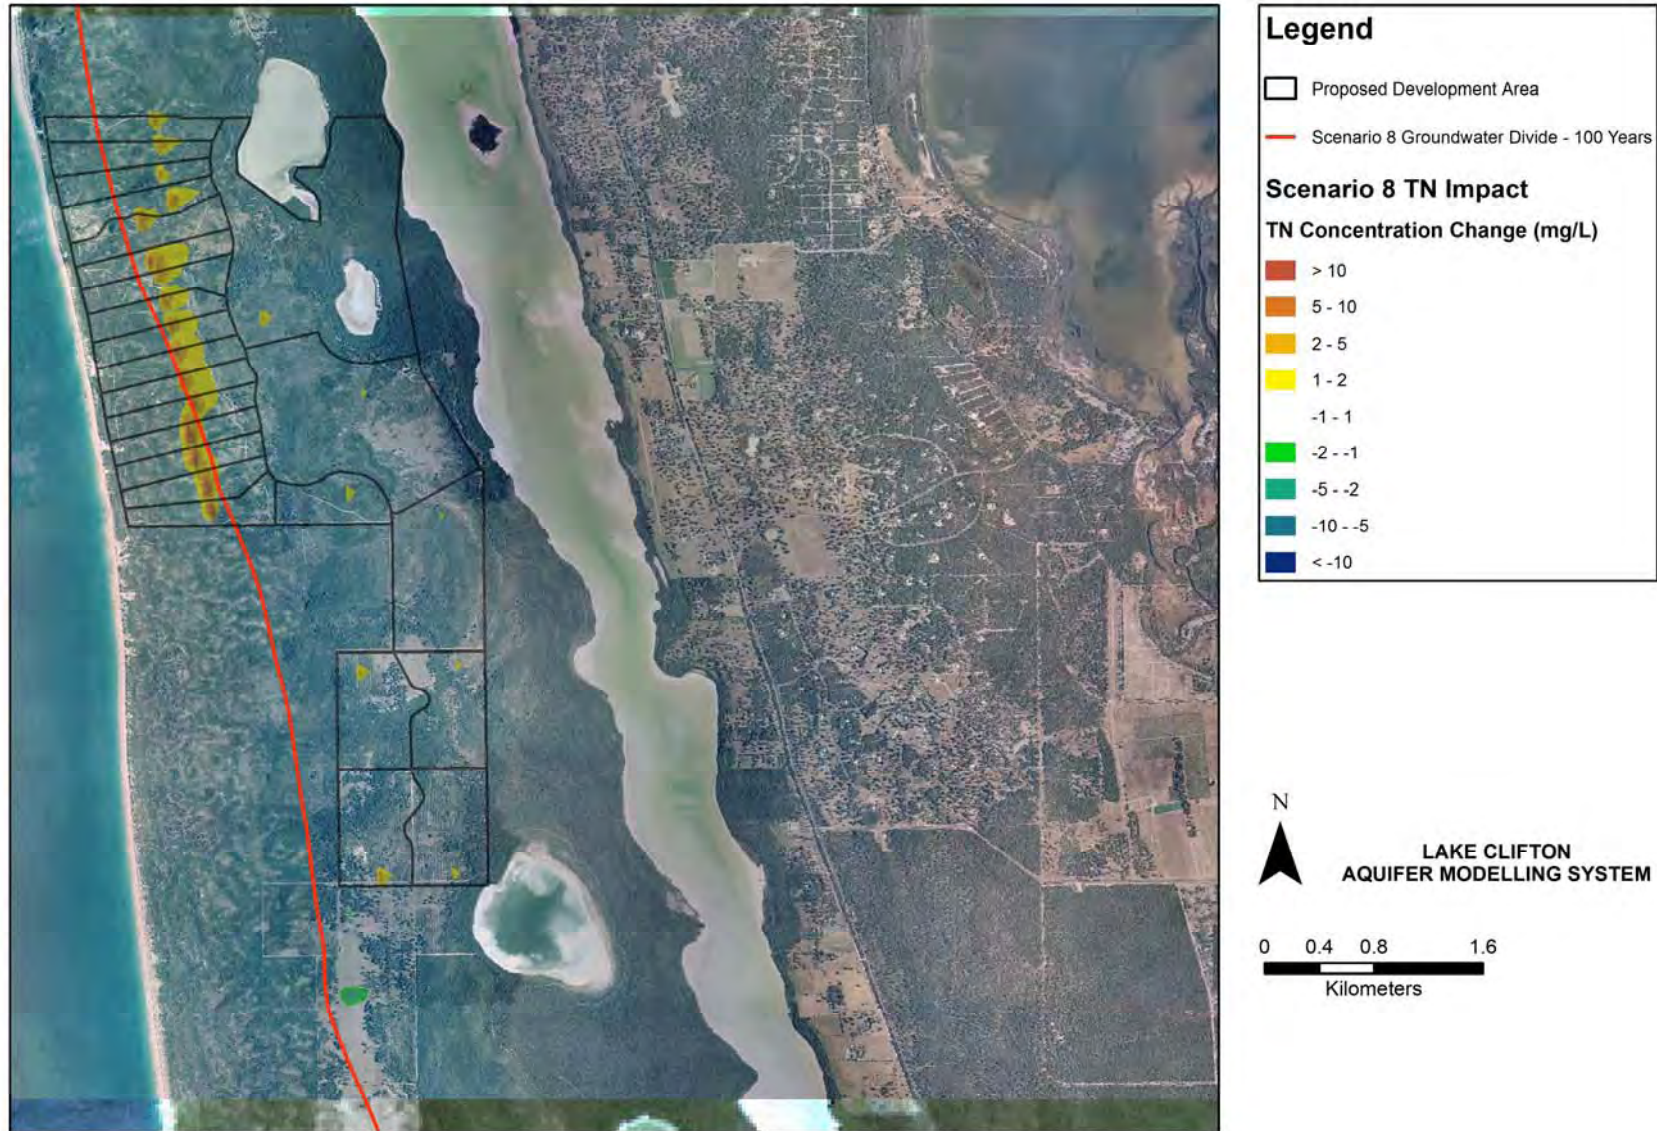 Legend
Proposed Development Area
Scenario 8 Groundwater Divide - 100 Years
Scenario 8 TN Impact
TN Concentration Change (mg/L)
> 10
5 - 10
2 - 5
1 - 2
-1 - 1
-2 - -1
-5 - -2
-10 - -5
< -10
N
LAKE CLIFTON
AQUIFER MODELLING SYSTEM
0 0.4 0.8 1.6
Kilometers